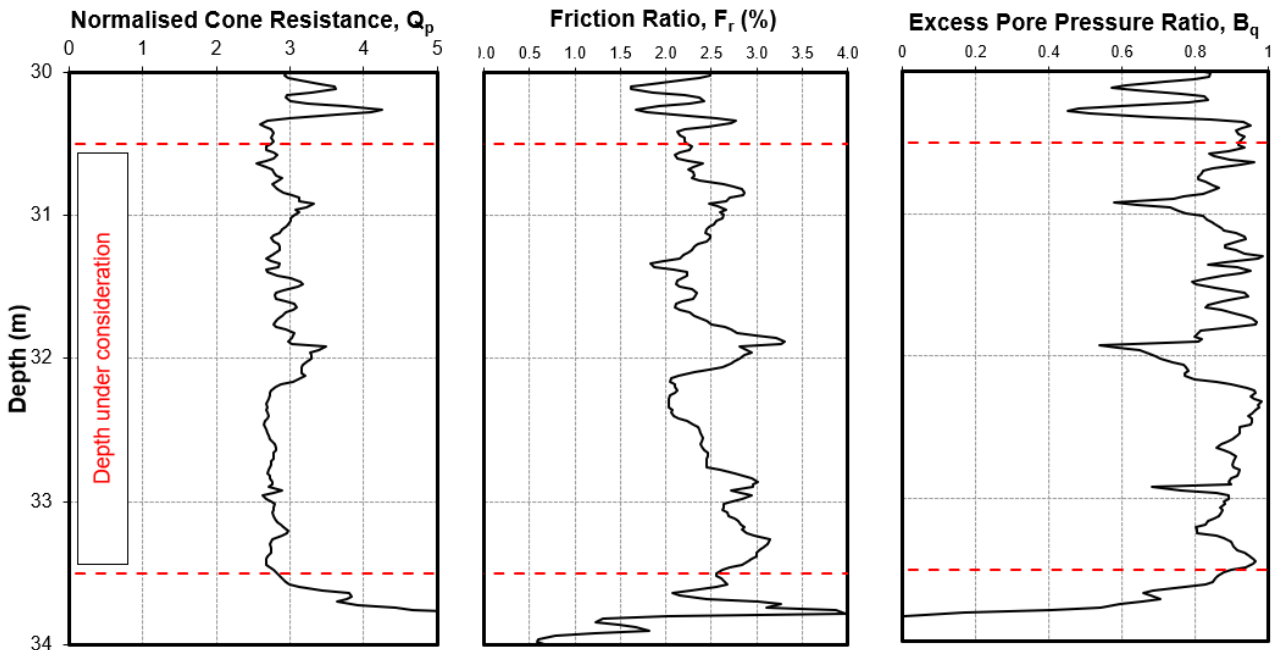 Normalised Cone Resistance, Qp
0 1 2 3 4 5
Friction Ratio, Fr (%)
0.0 0.5 1.0 1.5 2.0 2.5 3.0 3.5 4.0
Excess Pore Pressure Ratio, Bq
0 0.2 0.4 0.6 0.8 1
30
31
32
33
34
Depth (m)
Depth under consideration